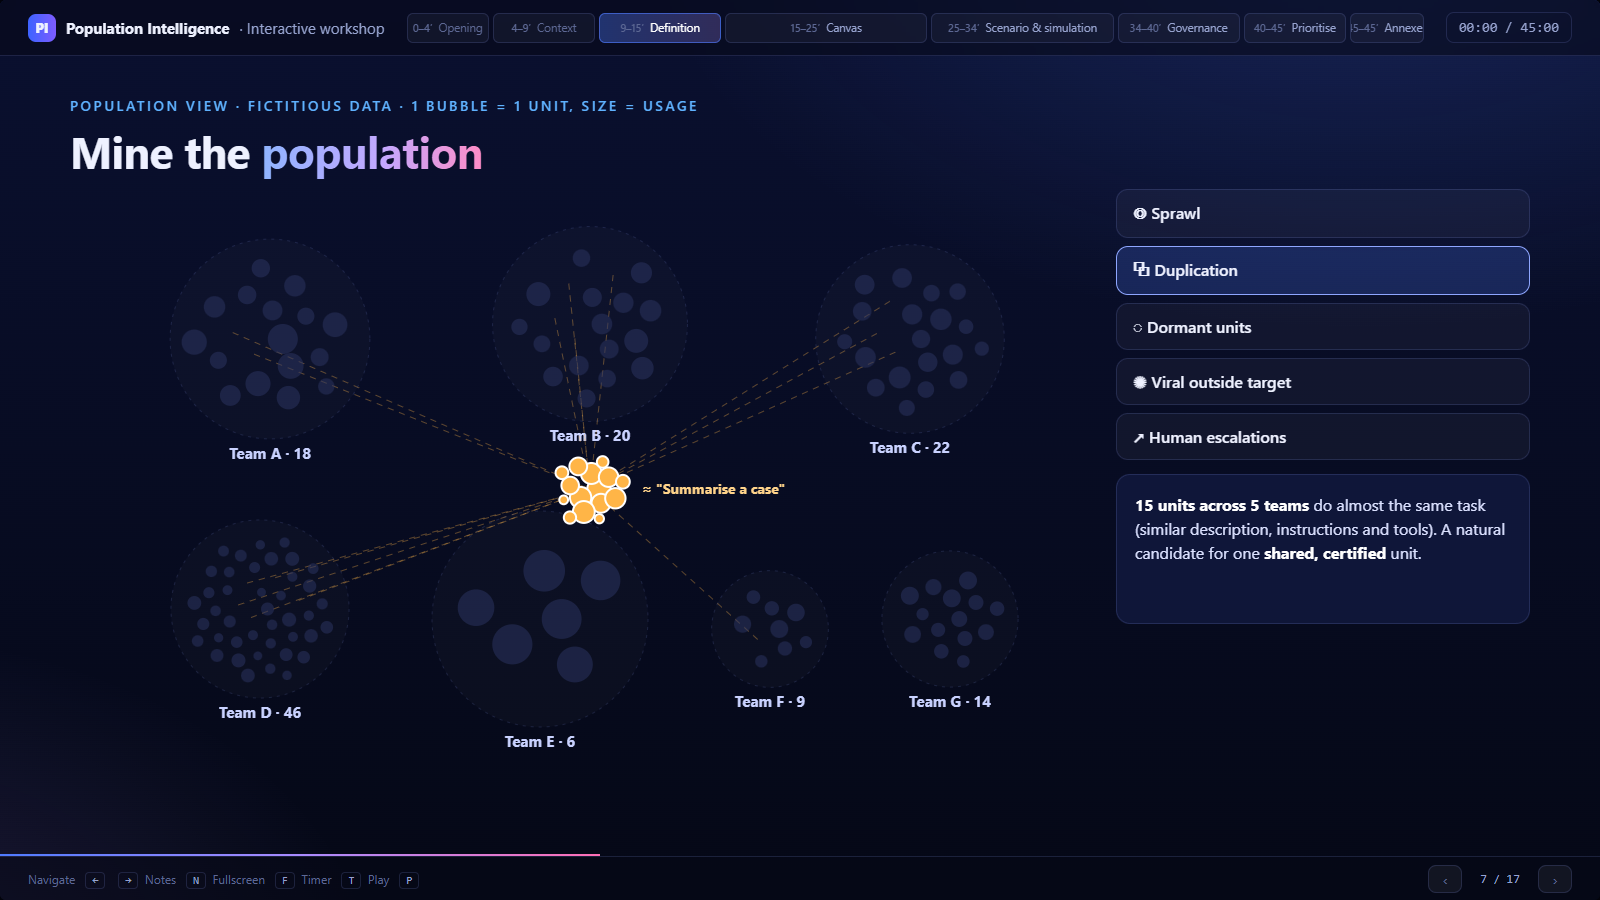 PI Population Intelligence · Interactive workshop
0–4' Opening
4–9' Context
9–15' Definition
15–25' Canvas
25–34' Scenario & simulation
34–40' Governance
40–45' Prioritise
5–45' Annexe
00:00 / 45:00
POPULATION VIEW · FICTITIOUS DATA · 1 BUBBLE = 1 UNIT, SIZE = USAGE
Mine the population
Sprawl
Duplication
Dormant units
Viral outside target
Human escalations
15 units across 5 teams do almost the same task
(similar description, instructions and tools). A natural
candidate for one shared, certified unit.
Team A · 18
Team B · 20
Team C · 22
≈ "Summarise a case"
Team D · 46
Team E · 6
Team F · 9
Team G · 14
Navigate ← → Notes N Fullscreen F Timer T Play P
‹ 7 / 17 ›